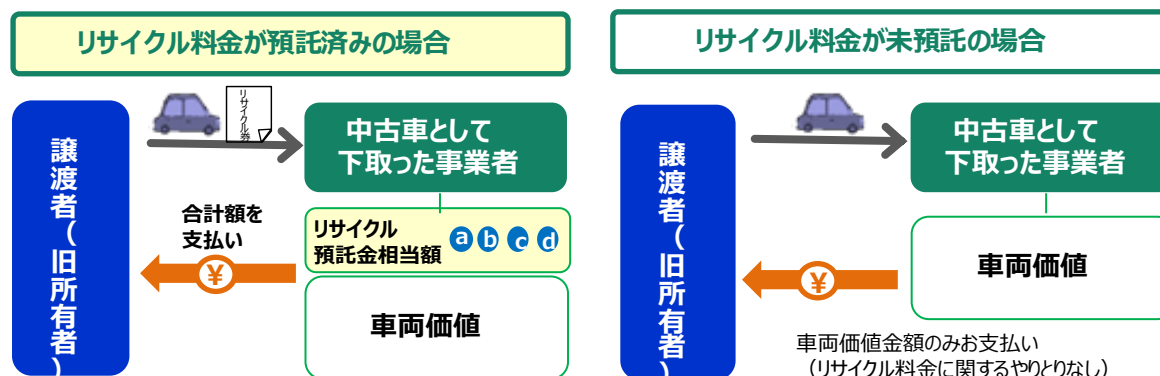 リサイクル料金が預託済みの場合
譲渡者(旧所有者)
リサイクル券
中古車として
下取った事業者
合計額を
支払い
¥
リサイクル
預託金相当額 a b c d
車両価値
リサイクル料金が未預託の場合
譲渡者(旧所有者)
中古車として
下取った事業者
¥
車両価値
車両価値金額のみお支払い
(リサイクル料金に関するやりとりなし)